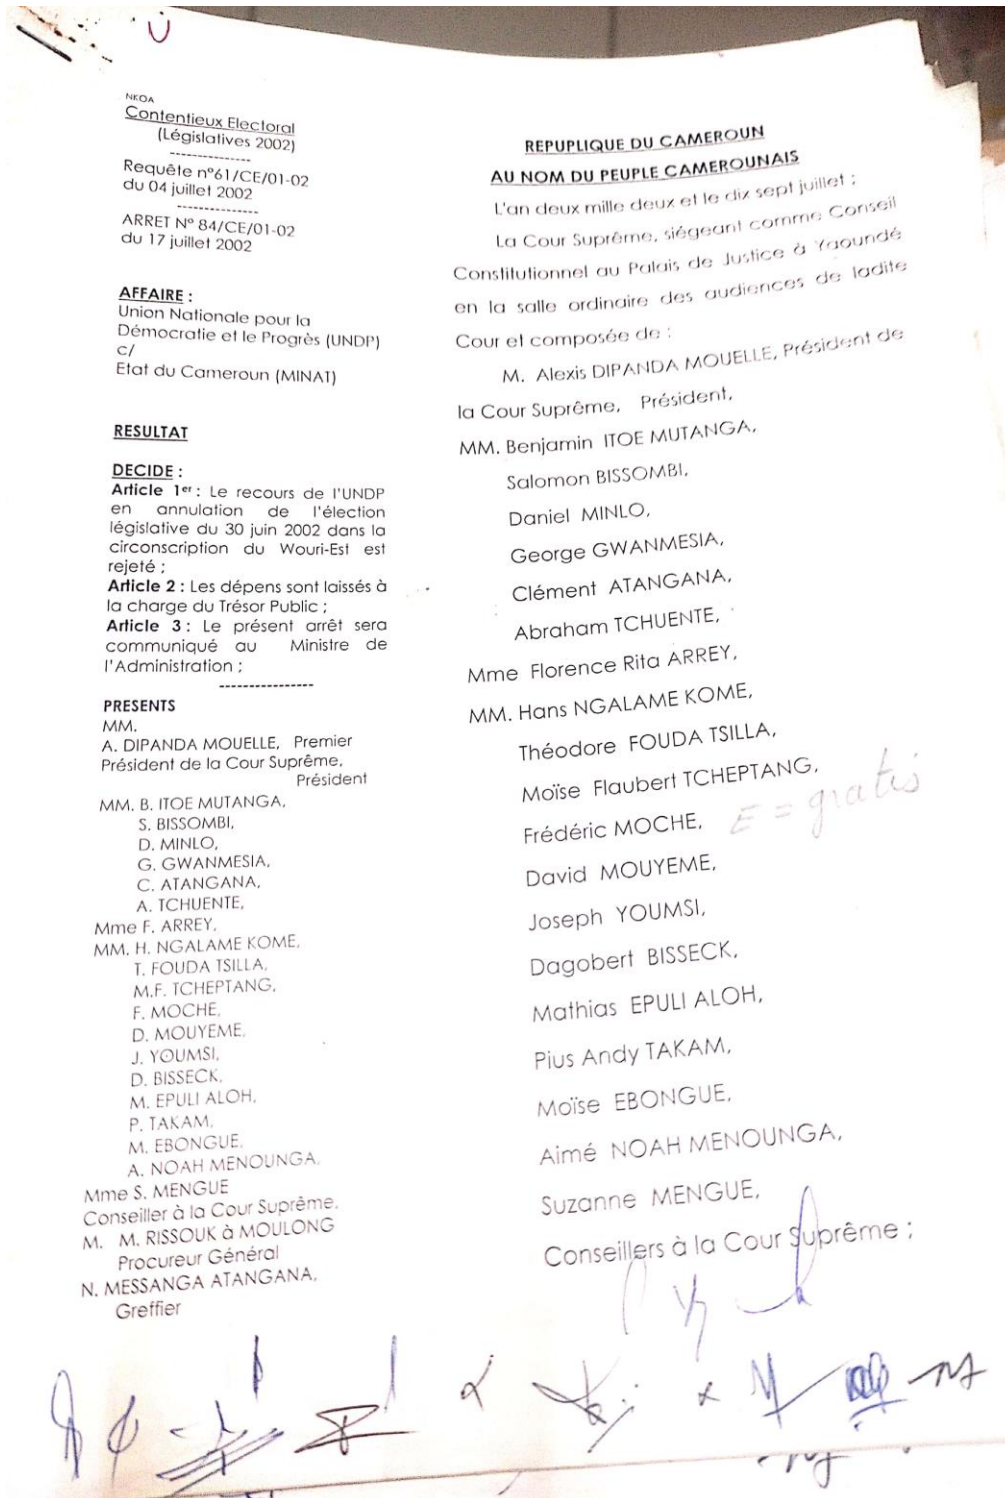 NKOA
Contentieux Electoral
(Législatives 2002)
---------------
Requête n°61/CE/01-02
du 04 juillet 2002
---------------
ARRET N° 84/CE/01-02
du 17 juillet 2002
AFFAIRE :
Union Nationale pour la
Démocratie et le Progrès (UNDP)
c/
Etat du Cameroun (MINAT)
RESULTAT
DECIDE :
Article 1er : Le recours de l'UNDP
en annulation de l'élection
législative du 30 juin 2002 dans la
circonscription du Wouri-Est est
rejeté ;
Article 2 : Les dépens sont laissés à
la charge du Trésor Public ;
Article 3 : Le présent arrêt sera
communiqué au Ministre de
l'Administration ;
----------------
PRESENTS
MM.
A. DIPANDA MOUELLE, Premier
Président de la Cour Suprême,
Président
MM. B. ITOE MUTANGA,
S. BISSOMBI,
D. MINLO,
G. GWANMESIA,
C. ATANGANA,
A. TCHUENTE,
Mme F. ARREY,
MM. H. NGALAME KOME,
T. FOUDA TSILLA,
M.F. TCHEPTANG,
F. MOCHE,
D. MOUYEME,
J. YOUMSI,
D. BISSECK,
M. EPULI ALOH,
P. TAKAM,
M. EBONGUE,
A. NOAH MENOUNGA,
Mme S. MENGUE
Conseiller à la Cour Suprême,
M. M. RISSOUK à MOULONG
Procureur Général
N. MESSANGA ATANGANA,
Greffier
REPUPLIQUE DU CAMEROUN
AU NOM DU PEUPLE CAMEROUNAIS
L'an deux mille deux et le dix sept juillet ;
La Cour Suprême, siégeant comme Conseil
Constitutionnel au Palais de Justice à Yaoundé
en la salle ordinaire des audiences de ladite
Cour et composée de :
M. Alexis DIPANDA MOUELLE, Président de
la Cour Suprême, Président,
MM. Benjamin ITOE MUTANGA,
Salomon BISSOMBI,
Daniel MINLO,
George GWANMESIA,
Clément ATANGANA,
Abraham TCHUENTE,
Mme Florence Rita ARREY,
MM. Hans NGALAME KOME,
Théodore FOUDA TSILLA,
Moïse Flaubert TCHEPTANG,
Frédéric MOCHE,
E = gratis
David MOUYEME,
Joseph YOUMSI,
Dagobert BISSECK,
Mathias EPULI ALOH,
Pius Andy TAKAM,
Moïse EBONGUE,
Aimé NOAH MENOUNGA,
Suzanne MENGUE,
Conseillers à la Cour Suprême ;